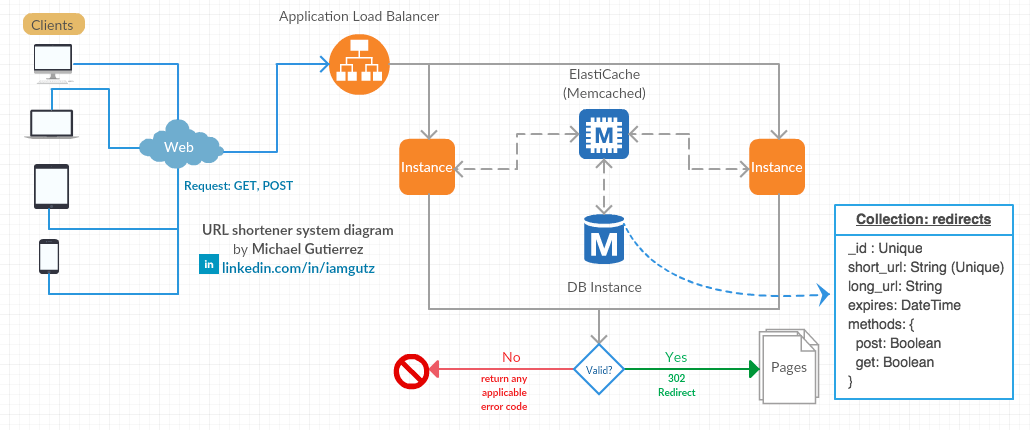 Clients
Application Load Balancer
ElastiCache
(Memcached)
M
Web
Instance
Instance
Request: GET, POST
URL shortener system diagram
by Michael Gutierrez
in linkedin.com/in/iamgutz
M
DB Instance
Collection: redirects
_id : Unique
short_url: String (Unique)
long_url: String
expires: DateTime
methods: {
post: Boolean
get: Boolean
}
No
return any
applicable
error code
Valid?
Yes
302
Redirect
Pages